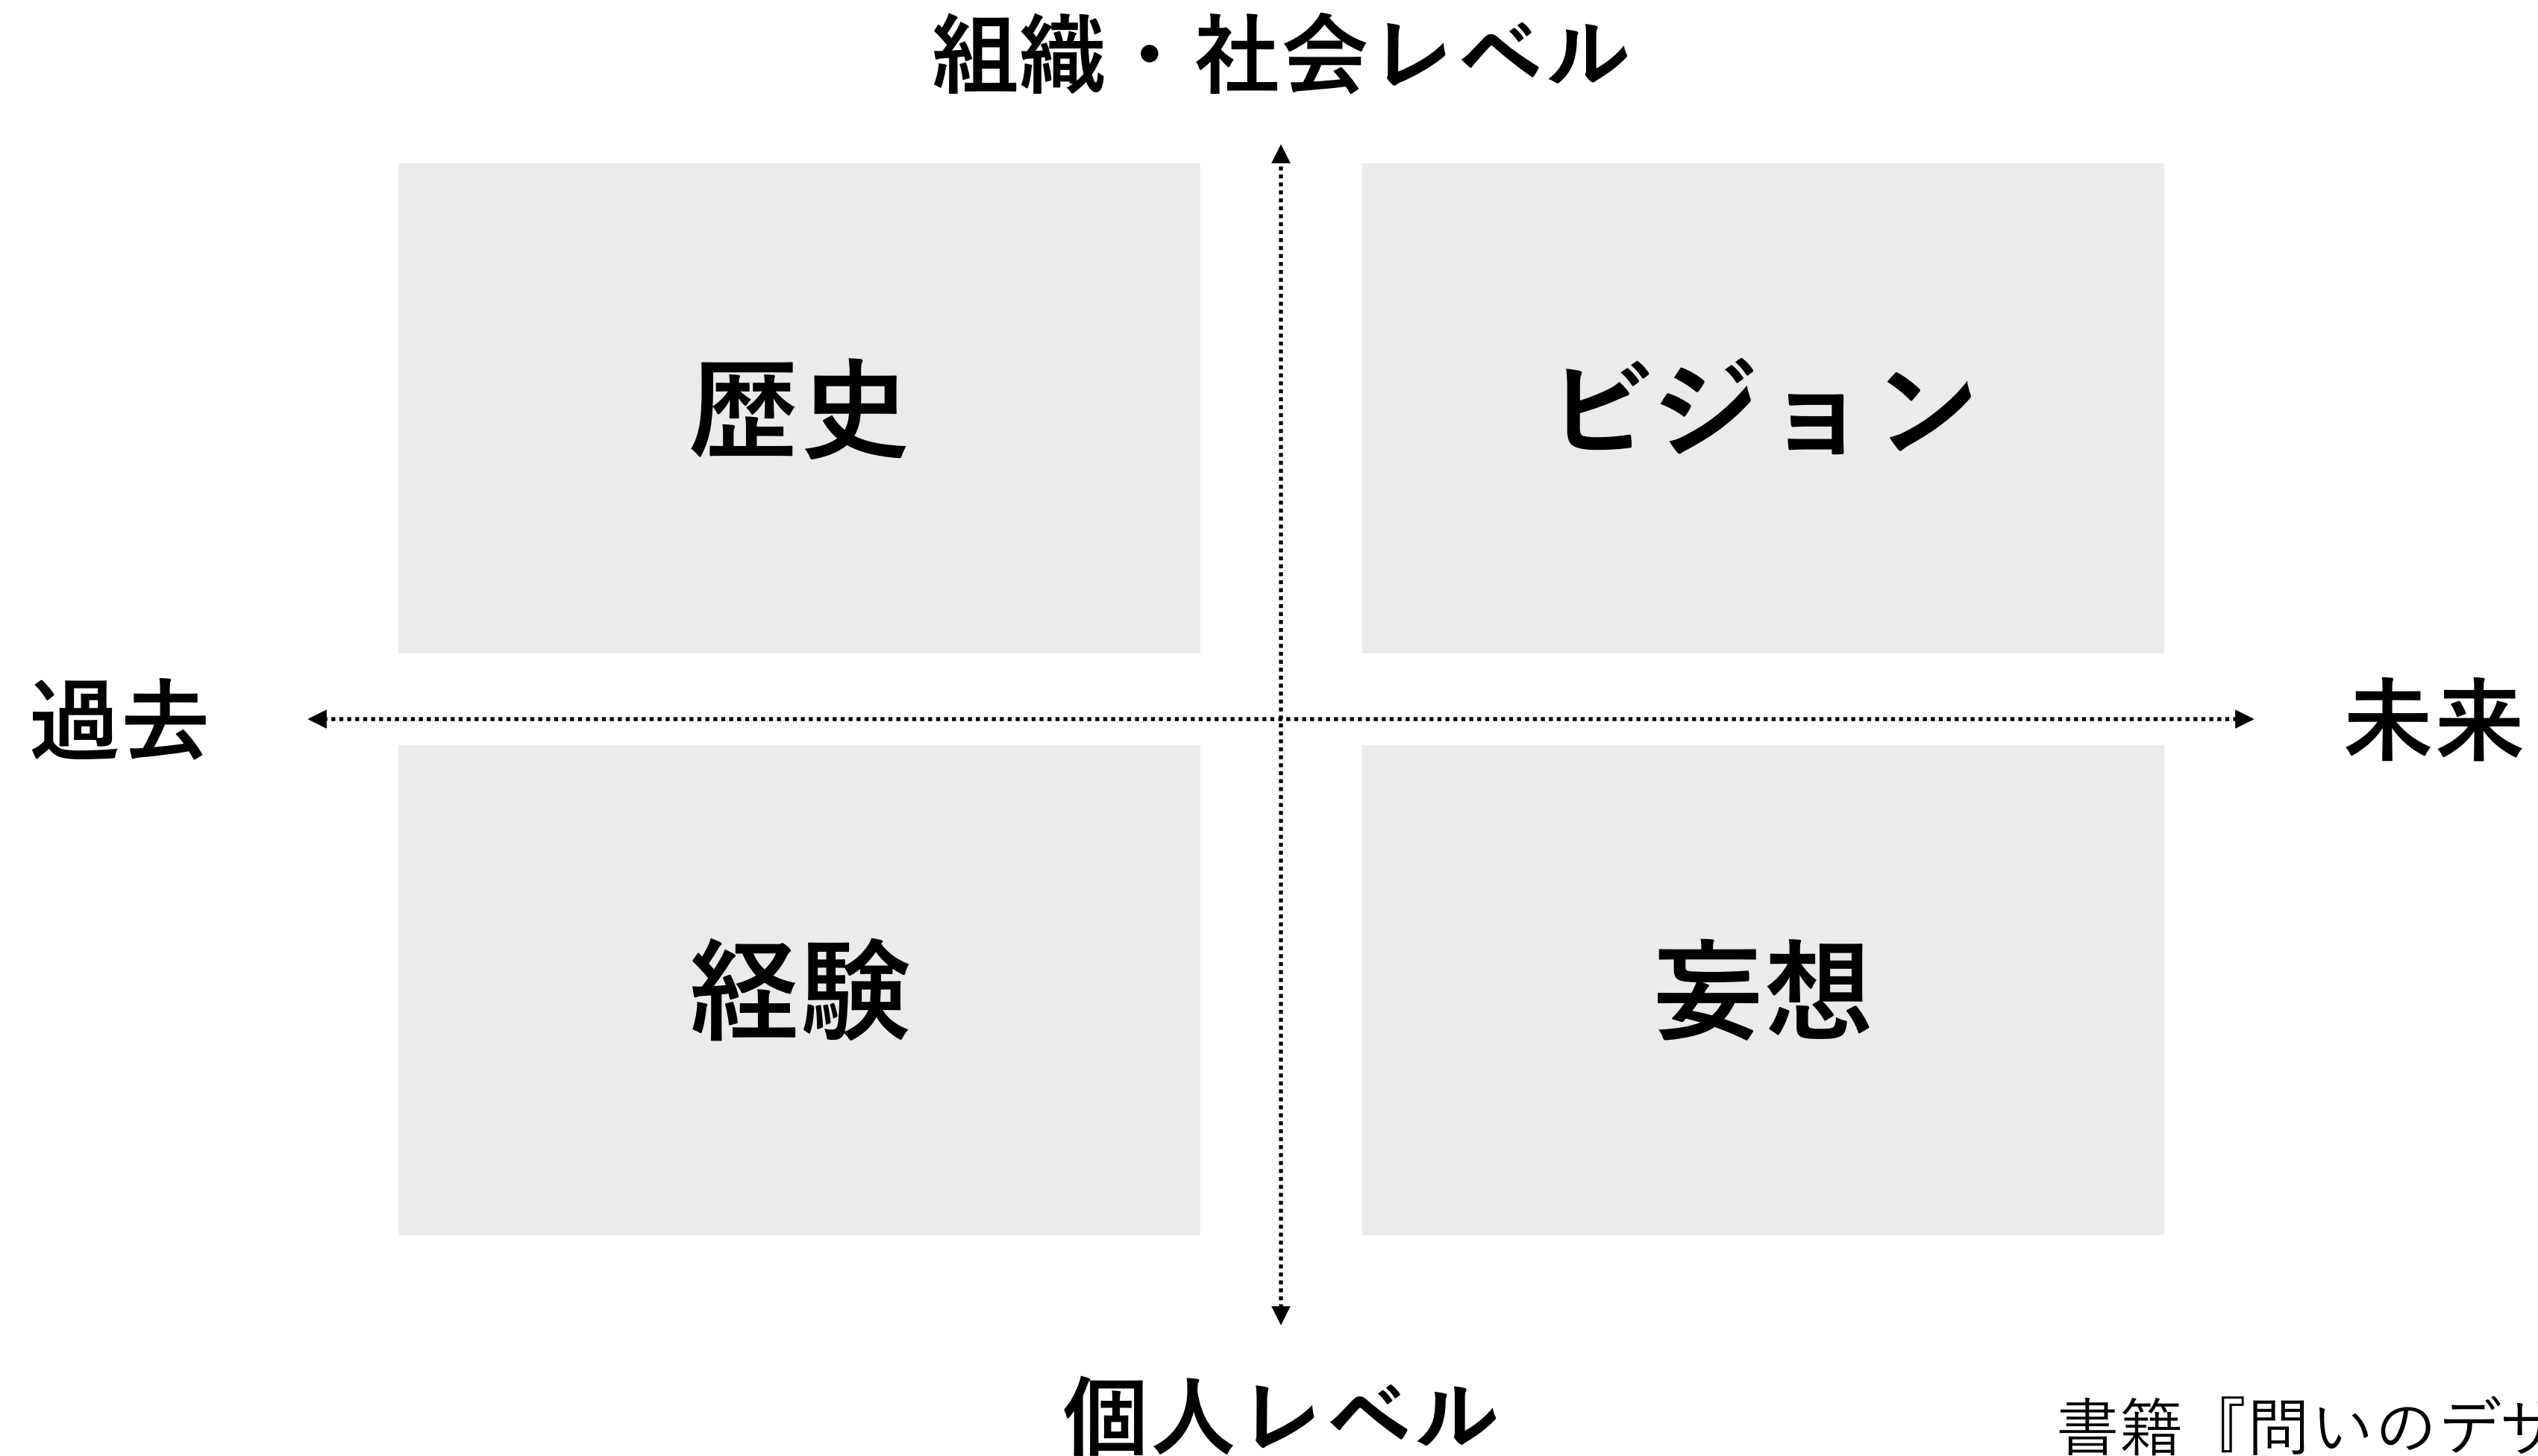 組織・社会レベル
歴史
ビジョン
過去
未来
経験
妄想
個人レベル
書籍『問いのデ